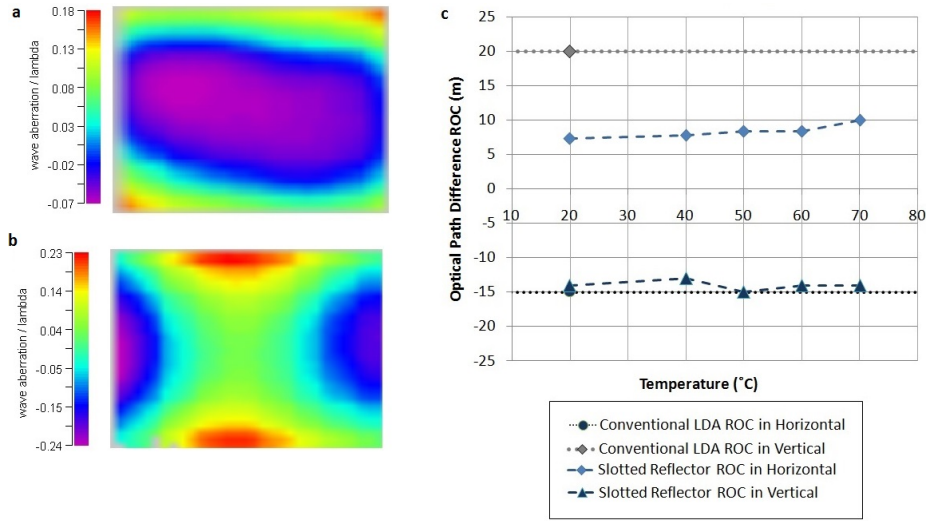 a
0.18
0.13
0.08
0.03
-0.02
-0.07
wave aberration / lambda
b
0.23
0.14
0.04
-0.05
-0.15
-0.24
wave aberration / lambda
c
25
20
15
10
5
0
-5
-10
-15
-20
-25
Optical Path Difference ROC (m)
10 20 30 40 50 60 70 80
Temperature (˚C)
Conventional LDA ROC in Horizontal
Conventional LDA ROC in Vertical
Slotted Reflector ROC in Horizontal
Slotted Reflector ROC in Vertical